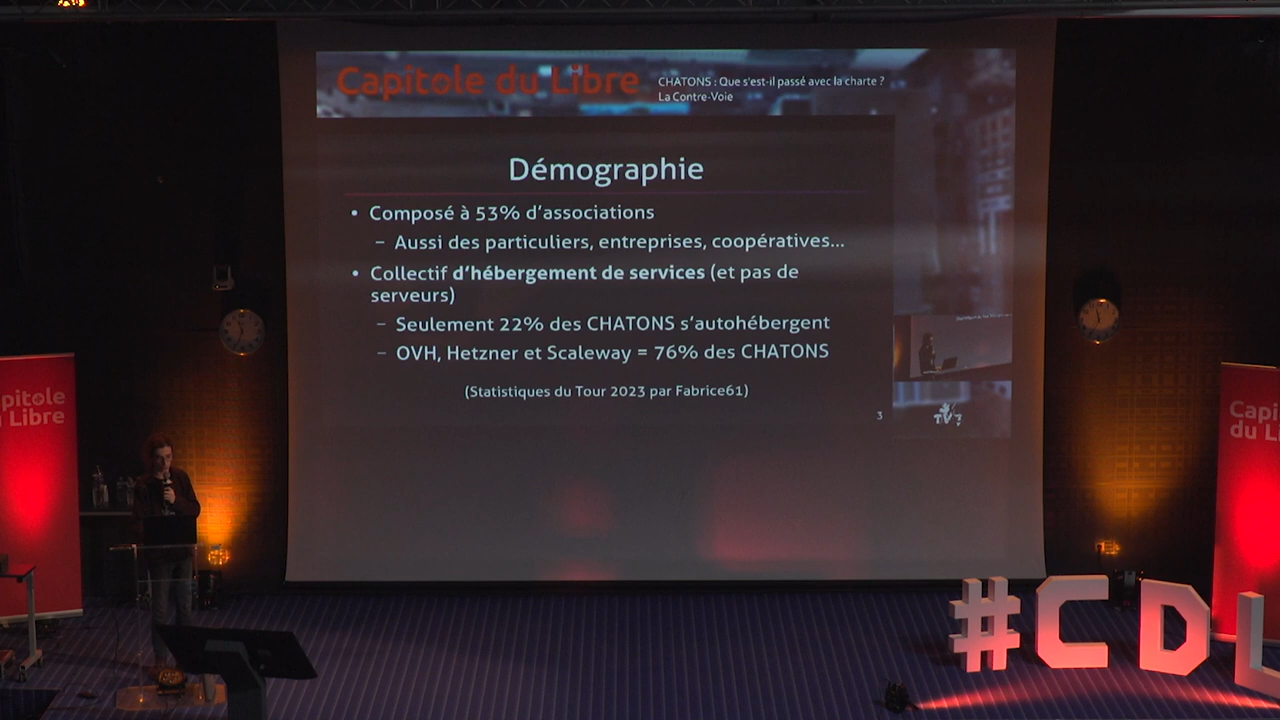 Capitole du Libre
CHATONS : Que s'est-il passé avec la charte ?
La Contre-Voie
Démographie
• Composé à 53% d'associations
– Aussi des particuliers, entreprises, coopératives...
• Collectif d'hébergement de services (et pas de
serveurs)
– Seulement 22% des CHATONS s'autohébergent
– OVH, Hetzner et Scaleway = 76% des CHATONS
(Statistiques du Tour 2023 par Fabrice61)
3
pitole
u Libre
Capi
du Li
#CDL